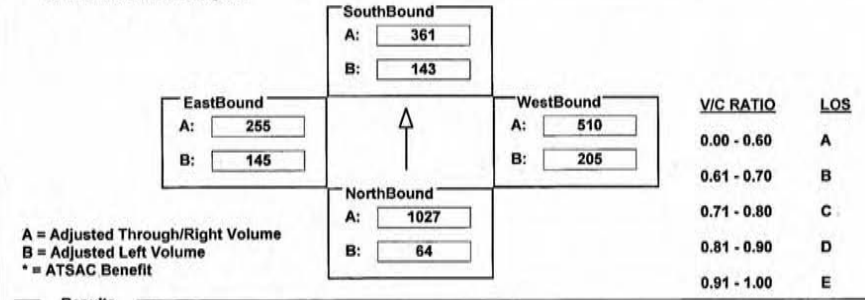 SouthBound
A: 361
B: 143
EastBound
A: 255
B: 145
WestBound
A: 510
B: 205
NorthBound
A: 1027
B: 64
V/C RATIO LOS
0.00 - 0.60 A
0.61 - 0.70 B
0.71 - 0.80 C
0.81 - 0.90 D
0.91 - 1.00 E
A = Adjusted Through/Right Volume
B = Adjusted Left Volume
* = ATSAC Benefit